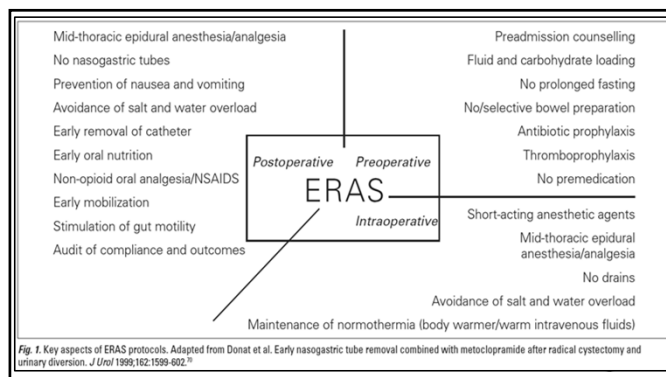 Mid-thoracic epidural anesthesia/analgesia
No nasogastric tubes
Prevention of nausea and vomiting
Avoidance of salt and water overload
Early removal of catheter
Early oral nutrition
Non-opioid oral analgesia/NSAIDS
Early mobilization
Stimulation of gut motility
Audit of compliance and outcomes
Preadmission counselling
Fluid and carbohydrate loading
No prolonged fasting
No/selective bowel preparation
Antibiotic prophylaxis
Thromboprophylaxis
No premedication
Postoperative Preoperative
ERAS
Intraoperative
Short-acting anesthetic agents
Mid-thoracic epidural
anesthesia/analgesia
No drains
Avoidance of salt and water overload
Maintenance of normothermia (body warmer/warm intravenous fluids)
Fig. 1. Key aspects of ERAS protocols. Adapted from Donat et al. Early nasogastric tube removal combined with metoclopramide after radical cystectomy and
urinary diversion. J Urol 1999;162:1599-602.⁷⁰